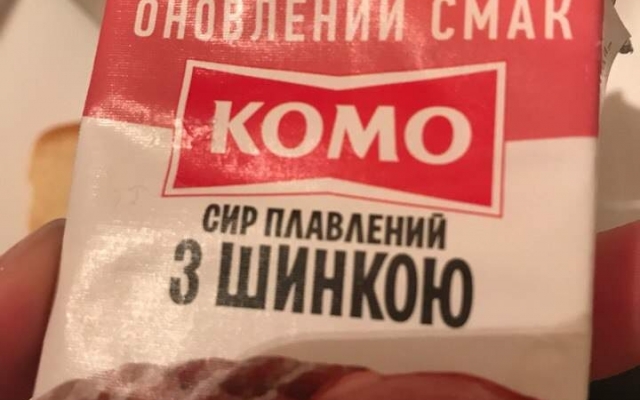 ОНОВЛЕНИЙ СМАК
КОМО
СИР ПЛАВЛЕНИЙ
З ШИНКОЮ